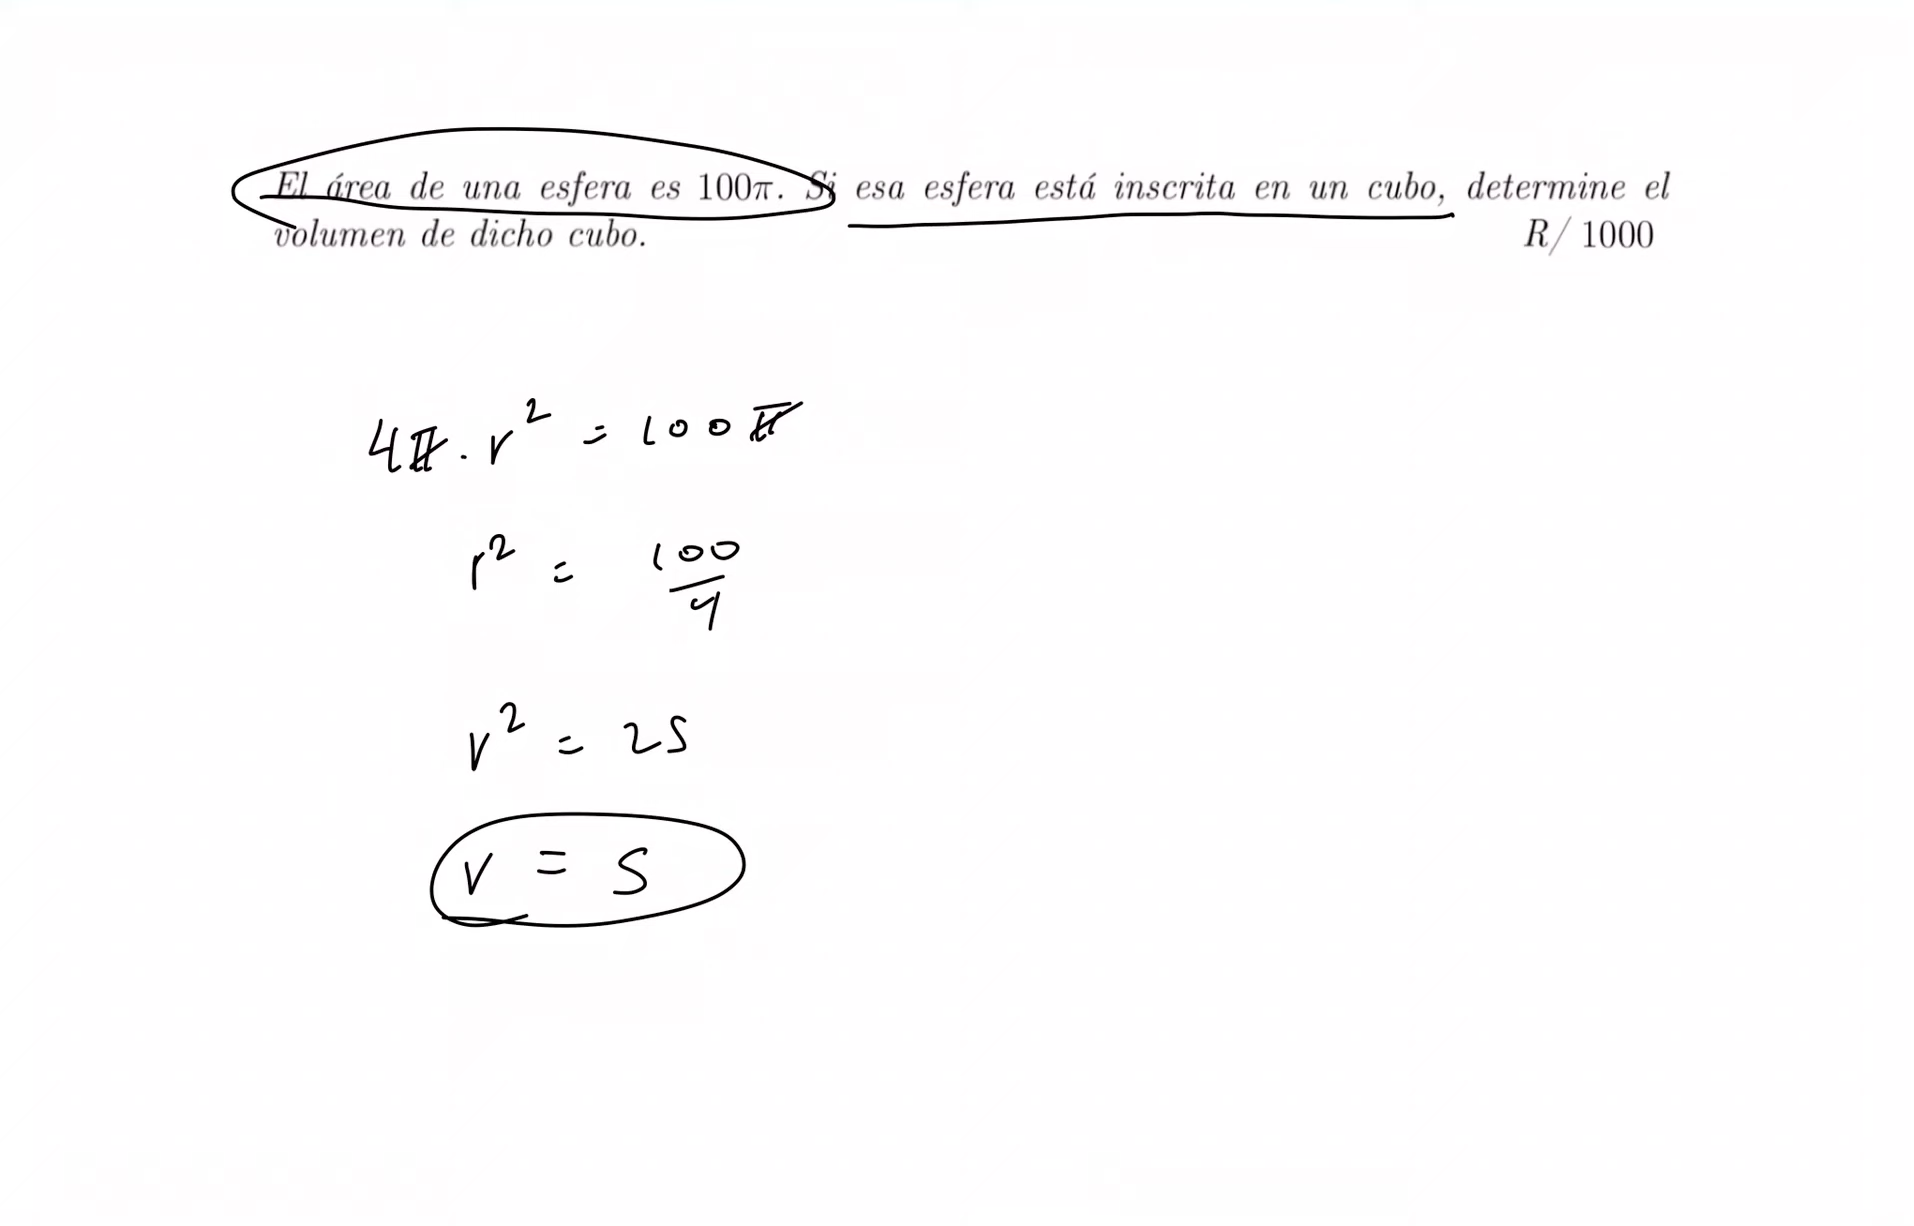 El área de una esfera es 100π. Si esa esfera está inscrita en un cubo, determine el
volumen de dicho cubo. R/ 1000
4π . r² = 100π
r² = 100/4
r² = 25
r = 5